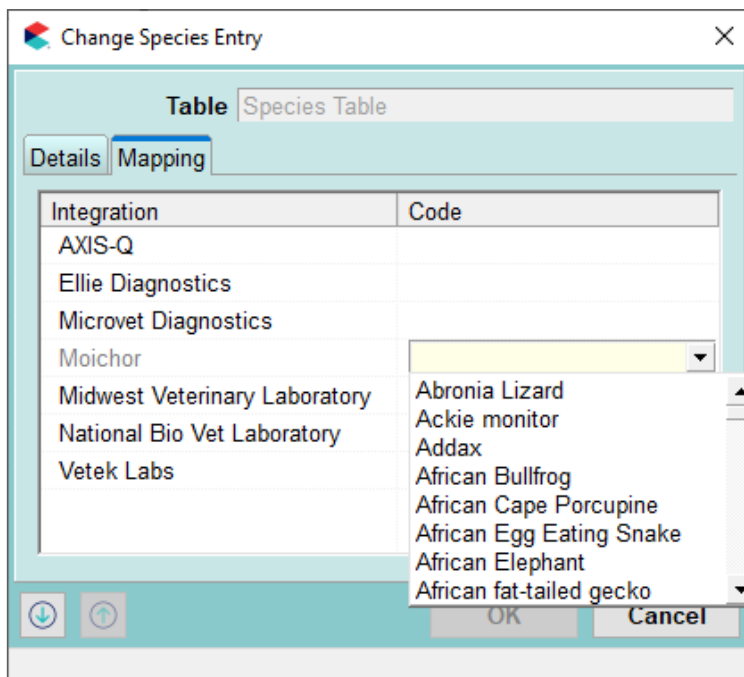 Change Species Entry
Table Species Table
Details Mapping
Integration Code
AXIS-Q
Ellie Diagnostics
Microvet Diagnostics
Moichor
Midwest Veterinary Laboratory
National Bio Vet Laboratory
Vetek Labs
Abronia Lizard
Ackie monitor
Addax
African Bullfrog
African Cape Porcupine
African Egg Eating Snake
African Elephant
African fat-tailed gecko
OK Cancel